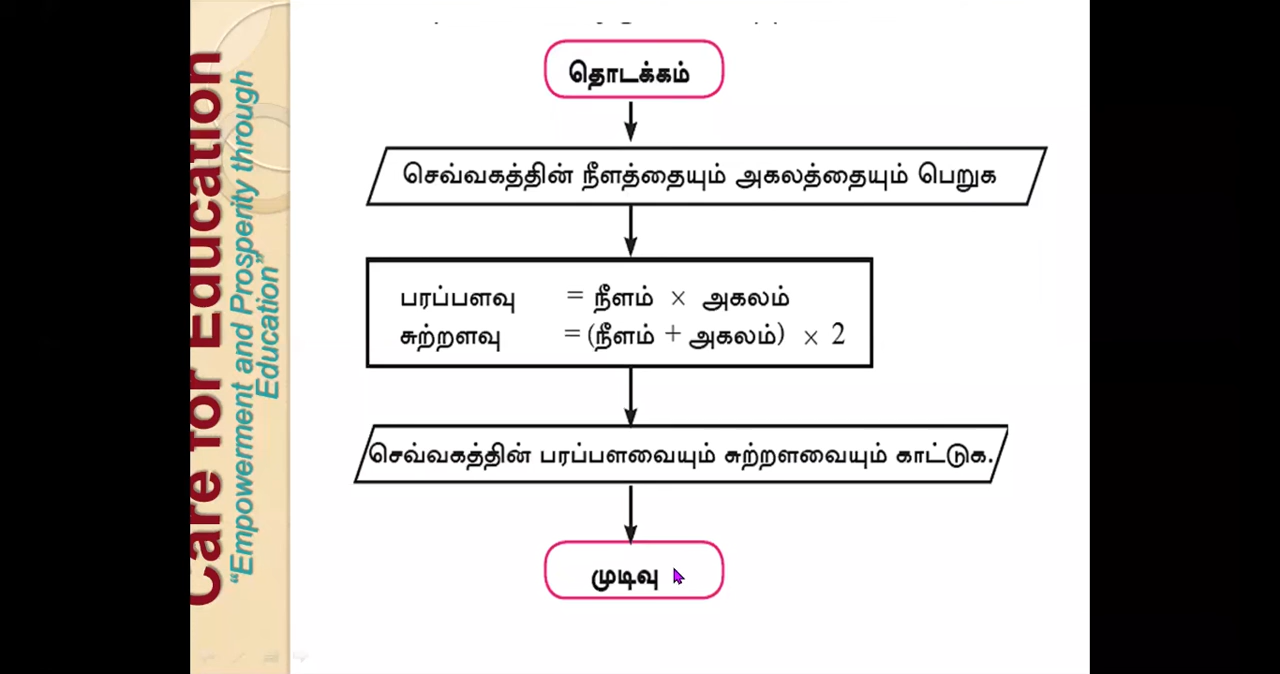 Care for Education
“Empowerment and Prosperity through
Education”
தொடக்கம்
செவ்வகத்தின் நீளத்தையும் அகலத்தையும் பெறுக
பரப்பளவு = நீளம் × அகலம்
சுற்றளவு = (நீளம் + அகலம்) × 2
செவ்வகத்தின் பரப்பளவையும் சுற்றளவையும் காட்டுக.
முடிவு